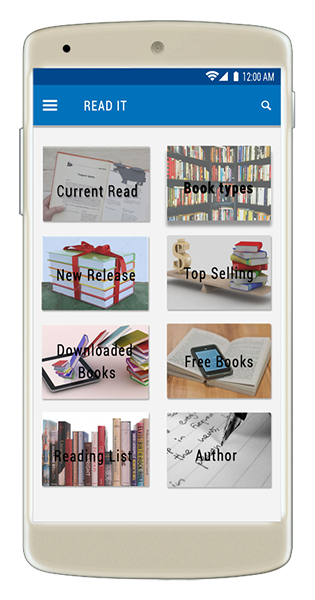 12:00 AM
READ IT
Current Read
Book types
New Release
Top Selling
Downloaded
Books
Free Books
Reading List
Author